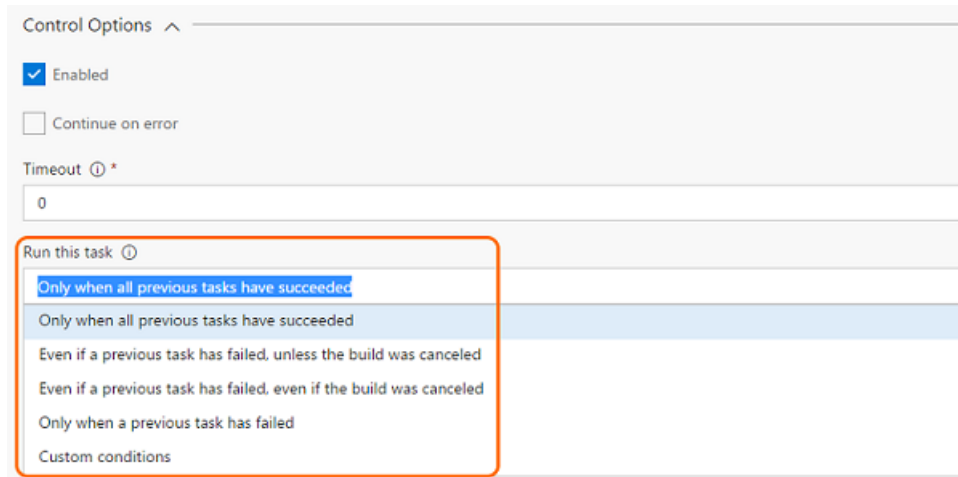 Control Options
Enabled
Continue on error
Timeout *
0
Run this task
Only when all previous tasks have succeeded
Only when all previous tasks have succeeded
Even if a previous task has failed, unless the build was canceled
Even if a previous task has failed, even if the build was canceled
Only when a previous task has failed
Custom conditions